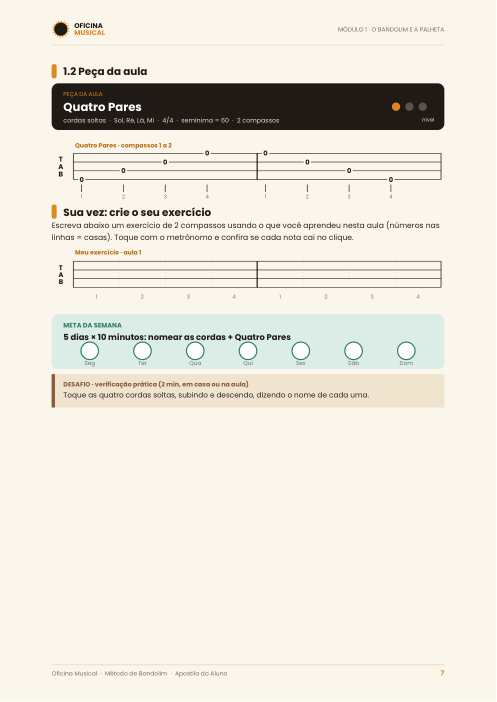 OFICINA
MUSICAL
MÓDULO 1 · O BANDOLIM E A PALHETA
1.2 Peça da aula
PEÇA DA AULA
Quatro Pares
cordas soltas · Sol, Ré, Lá, Mi · 4/4 · semínima = 60 · 2 compassos
nível
Quatro Pares · compassos 1 a 2
T
A
B
0 0 0 0 0 0 0 0
1 2 3 4 1 2 3 4
Sua vez: crie o seu exercício
Escreva abaixo um exercício de 2 compassos usando o que você aprendeu nesta aula (números nas
linhas = casas). Toque com o metrônomo e confira se cada nota cai no clique.
Meu exercício · aula 1
T
A
B
1 2 3 4 1 2 3 4
META DA SEMANA
5 dias × 10 minutos: nomear as cordas + Quatro Pares
Seg Ter Qua Qui Sex Sáb Dom
DESAFIO · verificação prática (2 min, em casa ou na aula)
Toque as quatro cordas soltas, subindo e descendo, dizendo o nome de cada uma.
Oficina Musical · Método de Bandolim · Apostila do Aluno
7